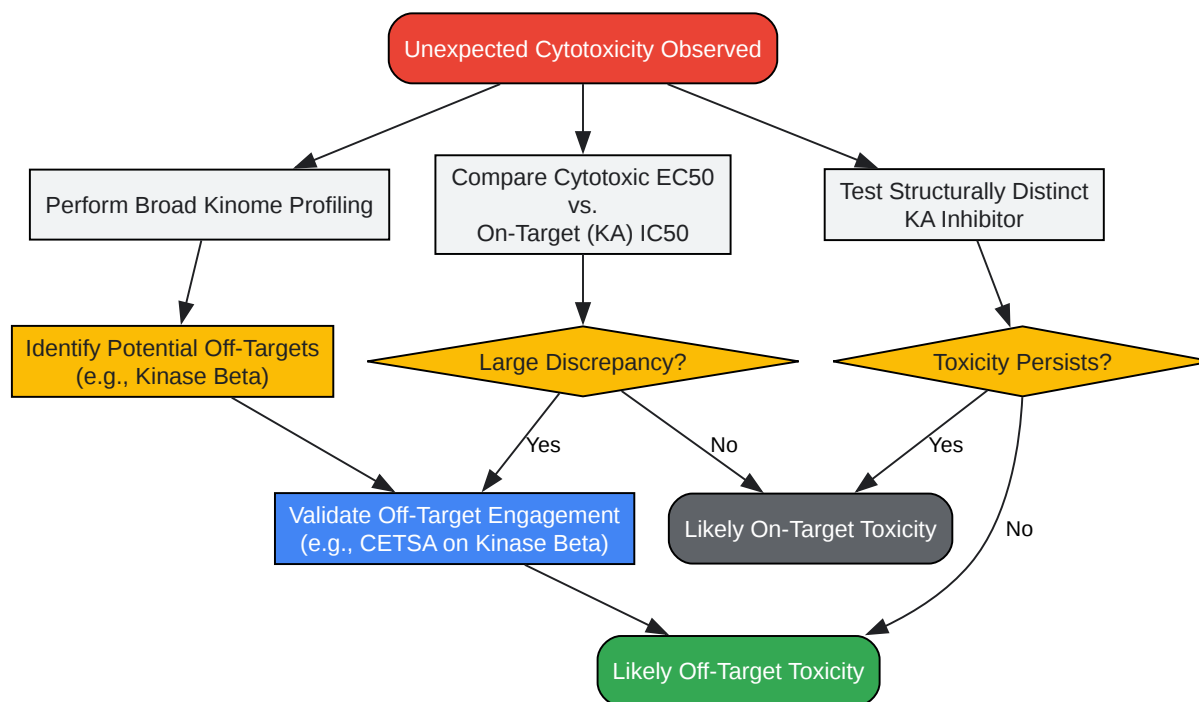 Unexpected Cytotoxicity Observed
Perform Broad Kinome Profiling
Compare Cytotoxic EC50
vs.
On-Target (KA) IC50
Test Structurally Distinct
KA Inhibitor
Identify Potential Off-Targets
(e.g., Kinase Beta)
Large Discrepancy?
Toxicity Persists?
Yes
No
Yes
No
Validate Off-Target Engagement
(e.g., CETSA on Kinase Beta)
Likely On-Target Toxicity
Likely Off-Target Toxicity